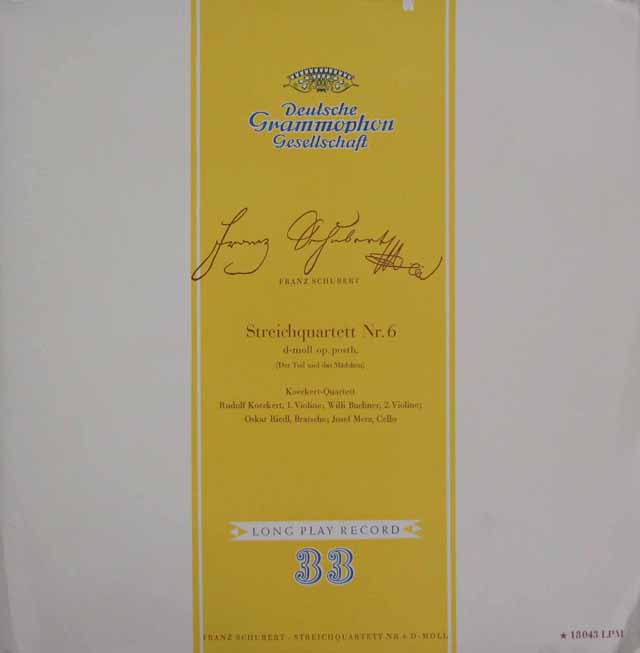 Deutsche
Grammophon
Gesellschaft
Franz Schubert
FRANZ SCHUBERT
Streichquartett Nr. 6
d-moll op. posth.
(Der Tod und das Mädchen)
Koeckert-Quartett
Rudolf Koeckert, 1. Violine; Willi Buchner, 2. Violine;
Oskar Riedl, Bratsche; Josef Merz, Cello
LONG PLAY RECORD
33
FRANZ SCHUBERT - STREICHQUARTETT NR. 6 D-MOLL
★ 18043 LPM